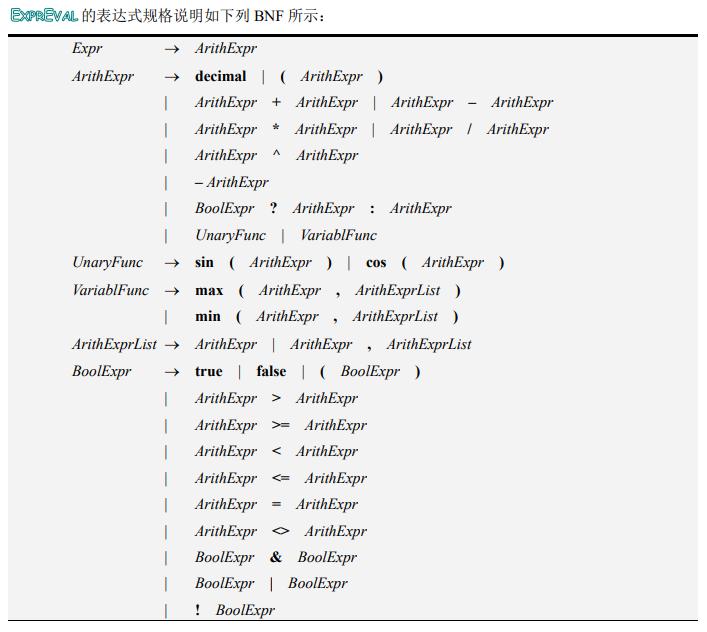 EXPREVAL 的表达式规格说明如下列 BNF 所示：
Expr → ArithExpr
ArithExpr → decimal | ( ArithExpr )
| ArithExpr + ArithExpr | ArithExpr – ArithExpr
| ArithExpr * ArithExpr | ArithExpr / ArithExpr
| ArithExpr ^ ArithExpr
| – ArithExpr
| BoolExpr ? ArithExpr : ArithExpr
| UnaryFunc | VariablFunc
UnaryFunc → sin ( ArithExpr ) | cos ( ArithExpr )
VariablFunc → max ( ArithExpr , ArithExprList )
| min ( ArithExpr , ArithExprList )
ArithExprList → ArithExpr | ArithExpr , ArithExprList
BoolExpr → true | false | ( BoolExpr )
| ArithExpr > ArithExpr
| ArithExpr >= ArithExpr
| ArithExpr < ArithExpr
| ArithExpr <= ArithExpr
| ArithExpr = ArithExpr
| ArithExpr <> ArithExpr
| BoolExpr & BoolExpr
| BoolExpr | BoolExpr
| ! BoolExpr